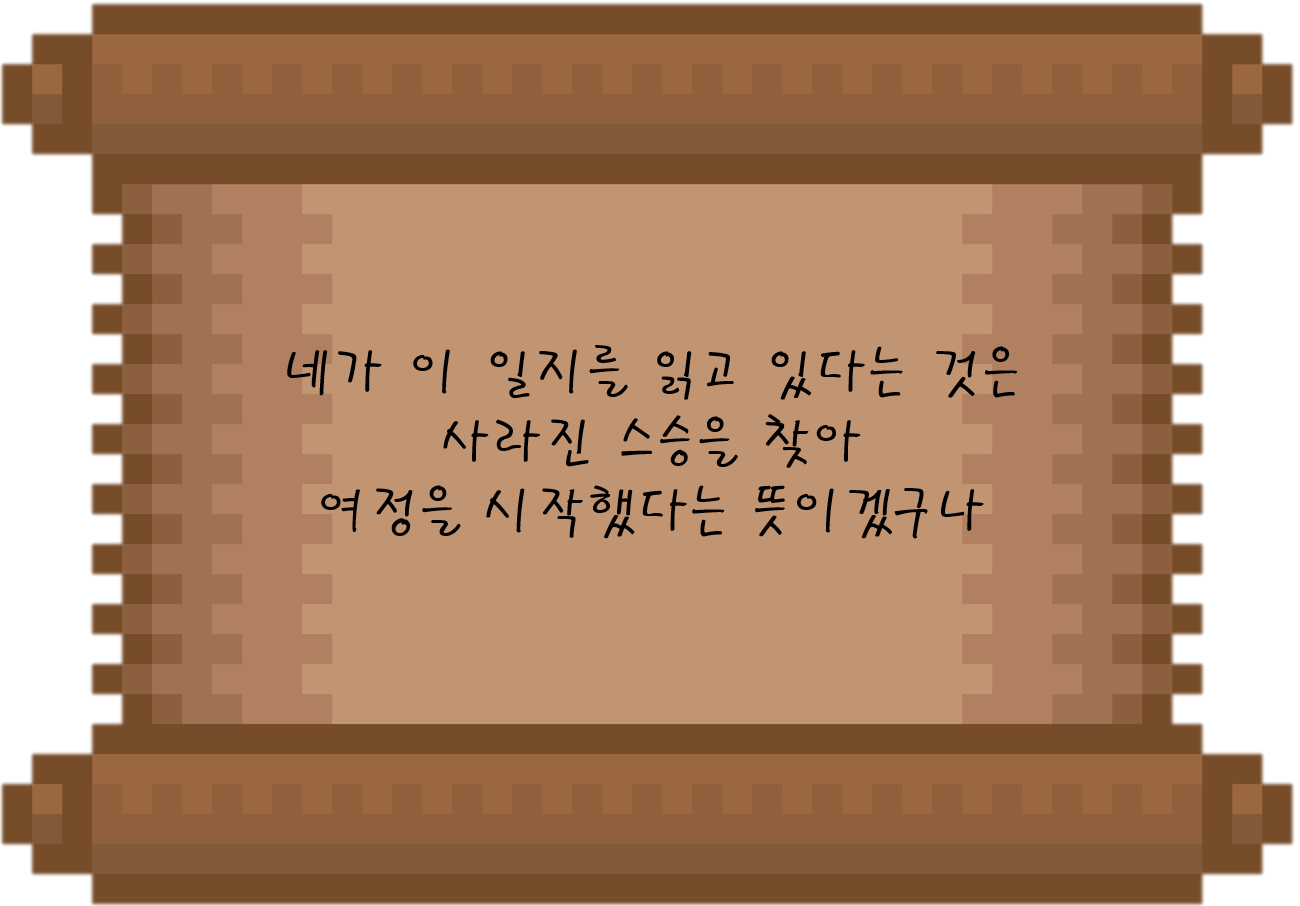 네가 이 일지를 읽고 있다는 것은
사라진 스승을 찾아
여정을 시작했다는 뜻이겠구나